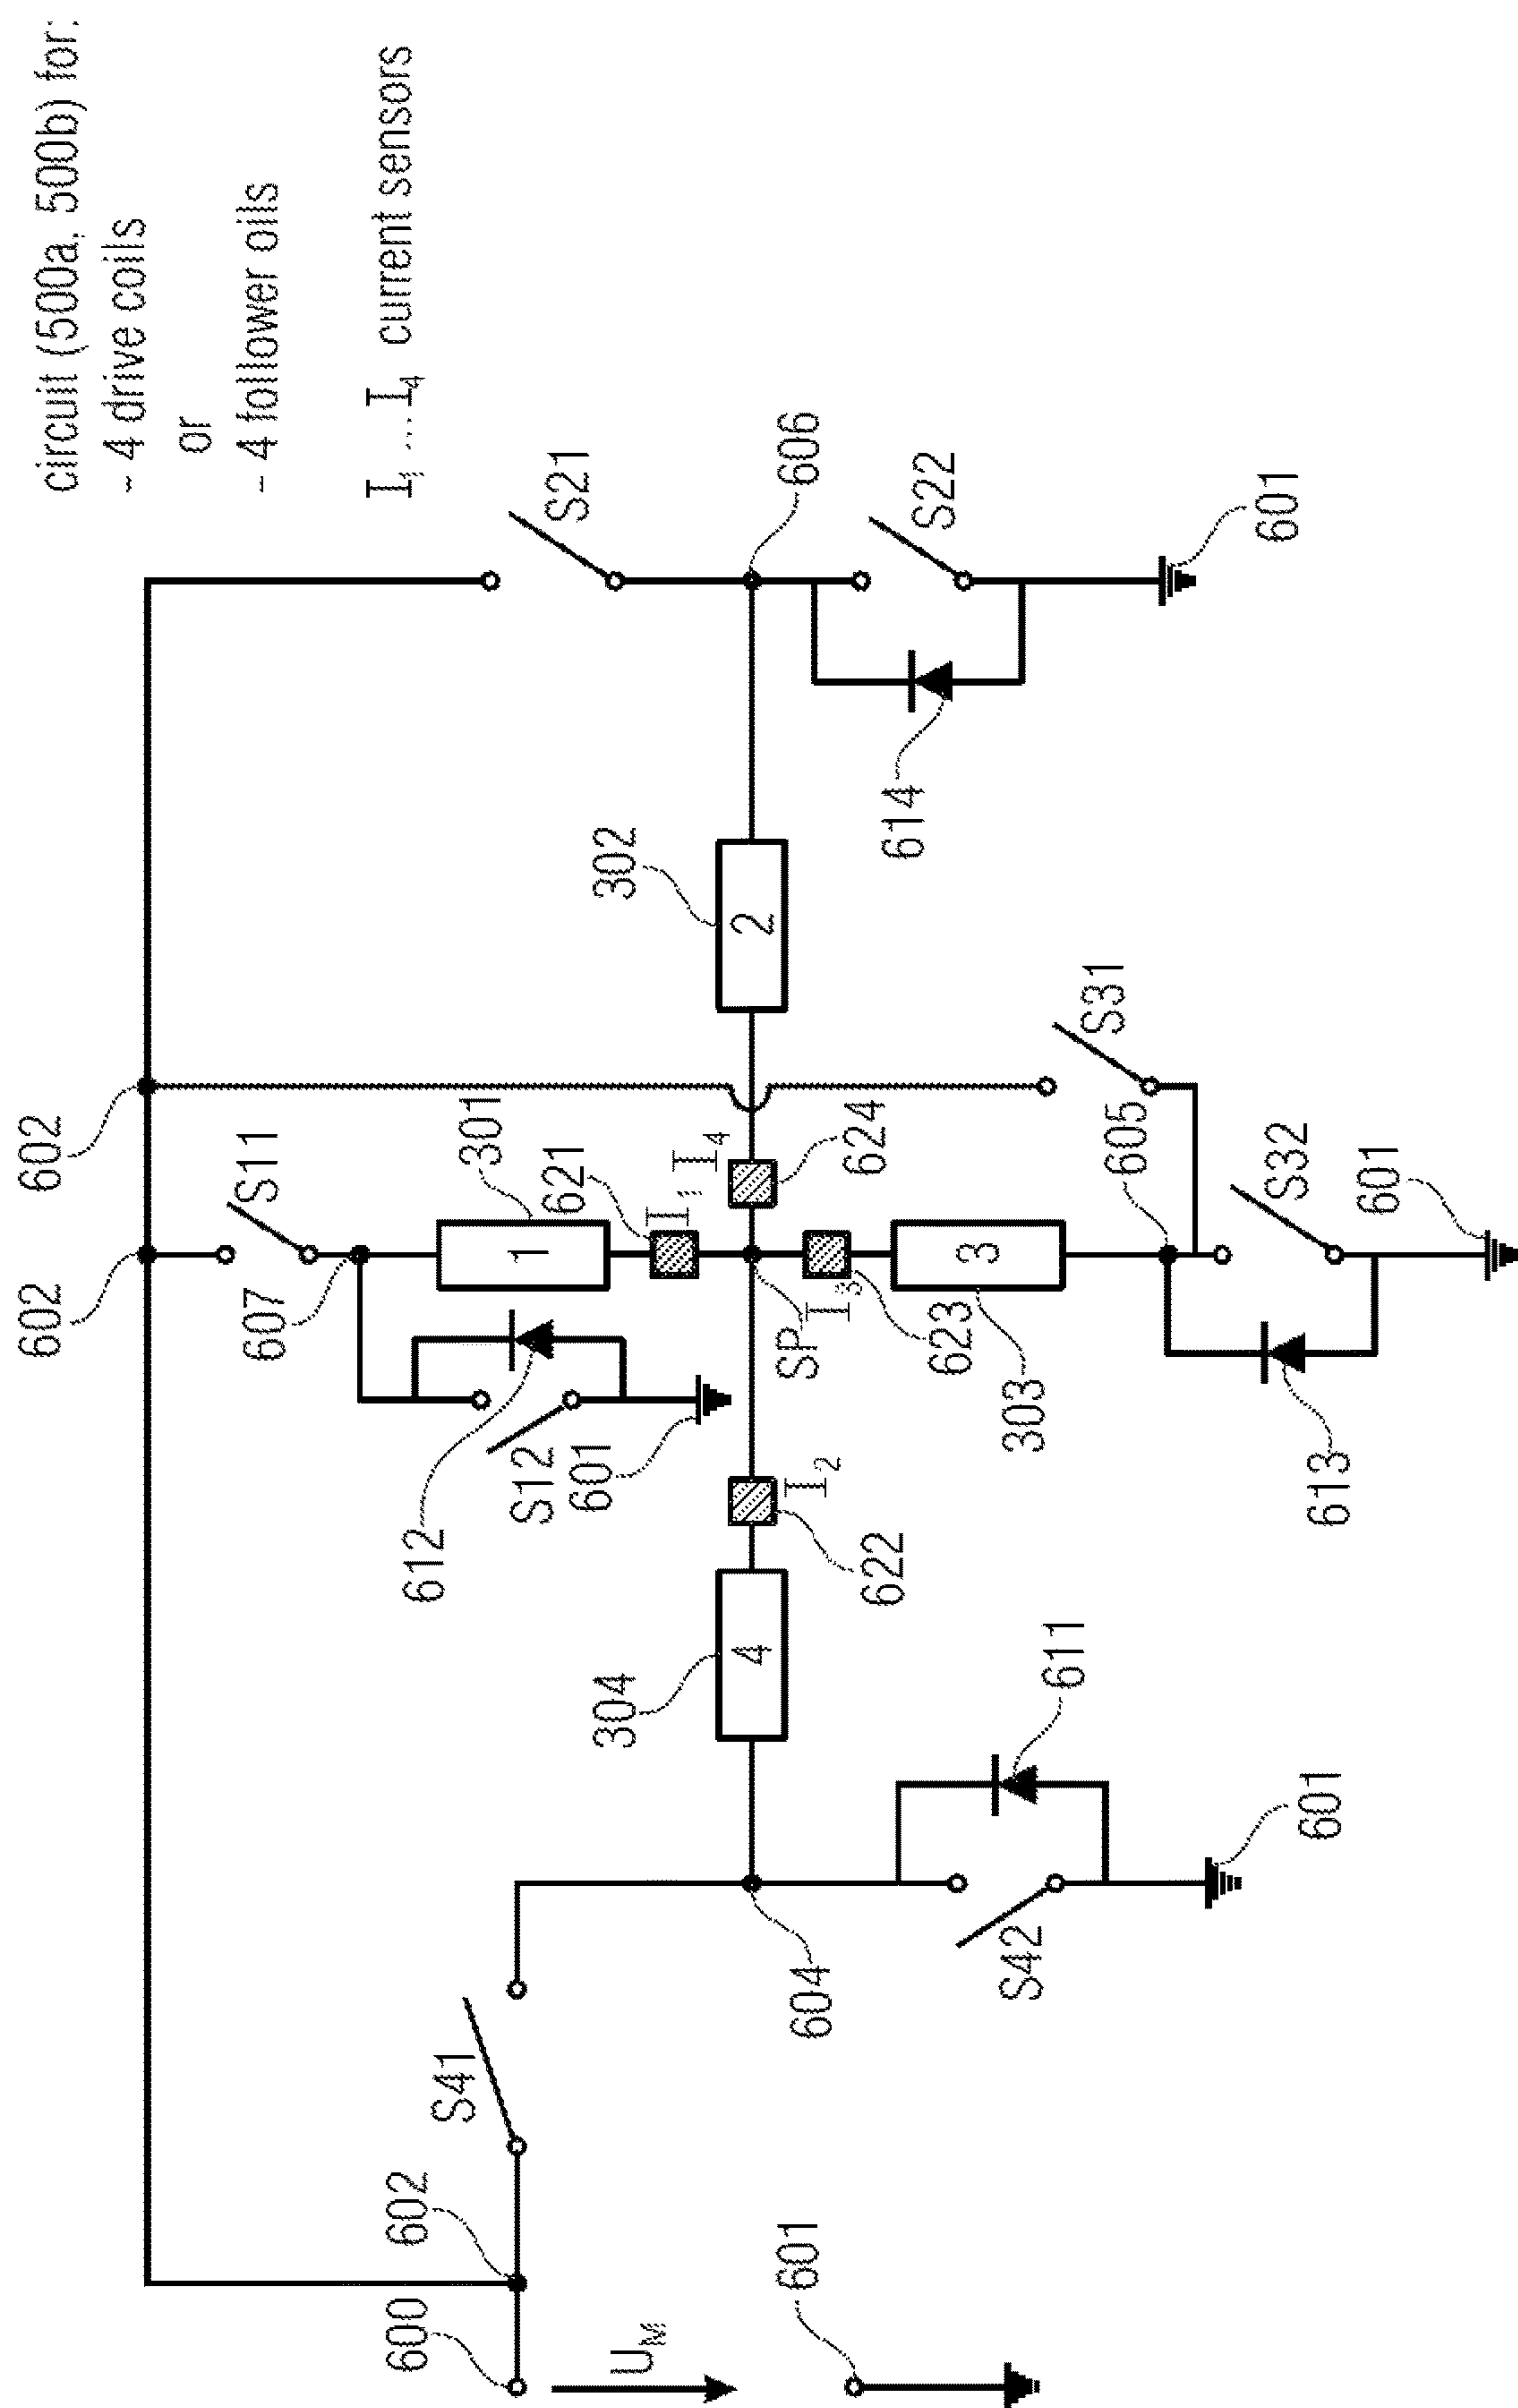 circuit (500a, 500b) for:
- 4 drive coils
or
- 4 follower oils
I₁ ... I₄ current sensors
602
602
S11
S21
301
607
621
I₁
I₄
302
2
606
1
S12
601
612
SP
624
S22
614
601
S31
605
3
I₃
623
303
S32
601
613
I₂
622
304
4
611
601
S41
604
S42
602
600
U_M
601